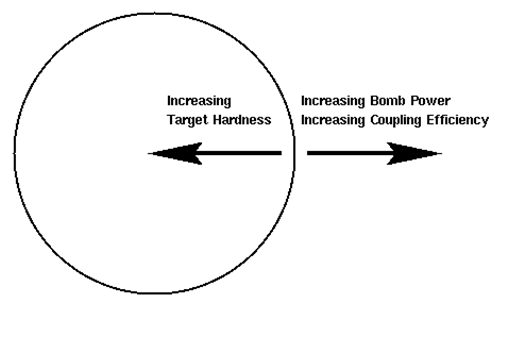 Increasing
Target Hardness
Increasing Bomb Power
Increasing Coupling Efficiency